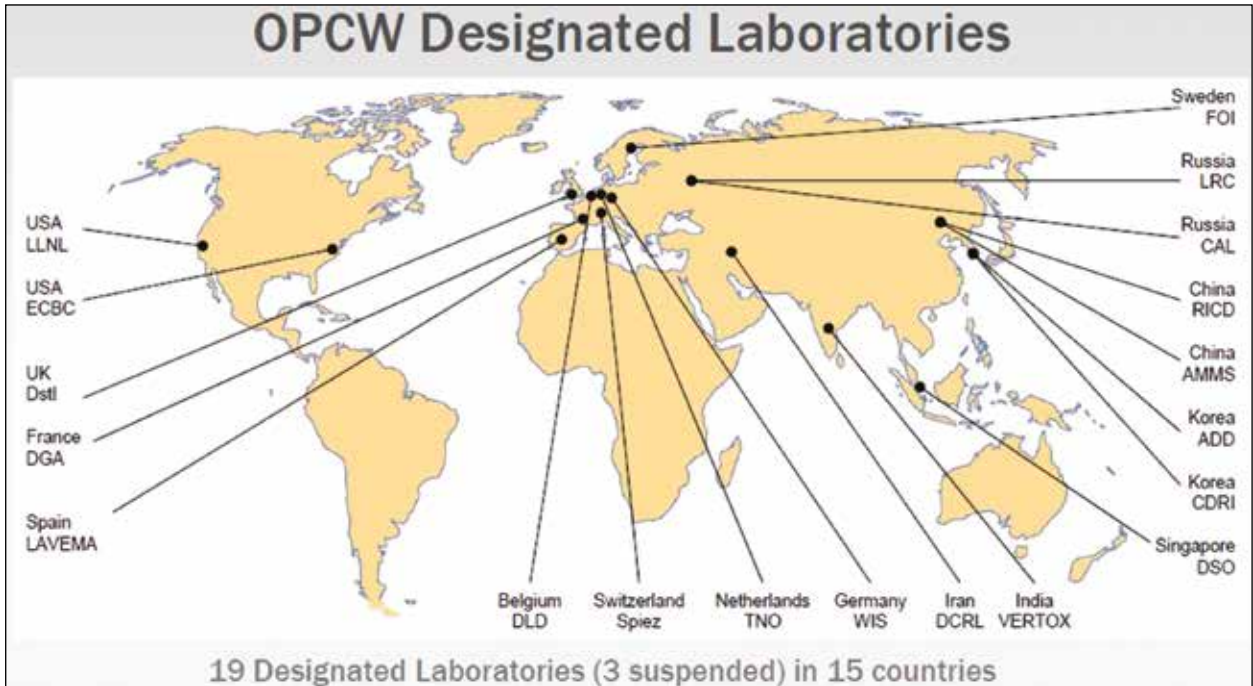 OPCW Designated Laboratories
Sweden
FOI
Russia
LRC
Russia
CAL
China
RICD
China
AMMS
Korea
ADD
Korea
CDRI
Singapore
DSO
USA
LLNL
USA
ECBC
UK
Dstl
France
DGA
Spain
LAVEMA
Belgium
DLD
Switzerland
Spiez
Netherlands
TNO
Germany
WIS
Iran
DCRL
India
VERTOX
19 Designated Laboratories (3 suspended) in 15 countries